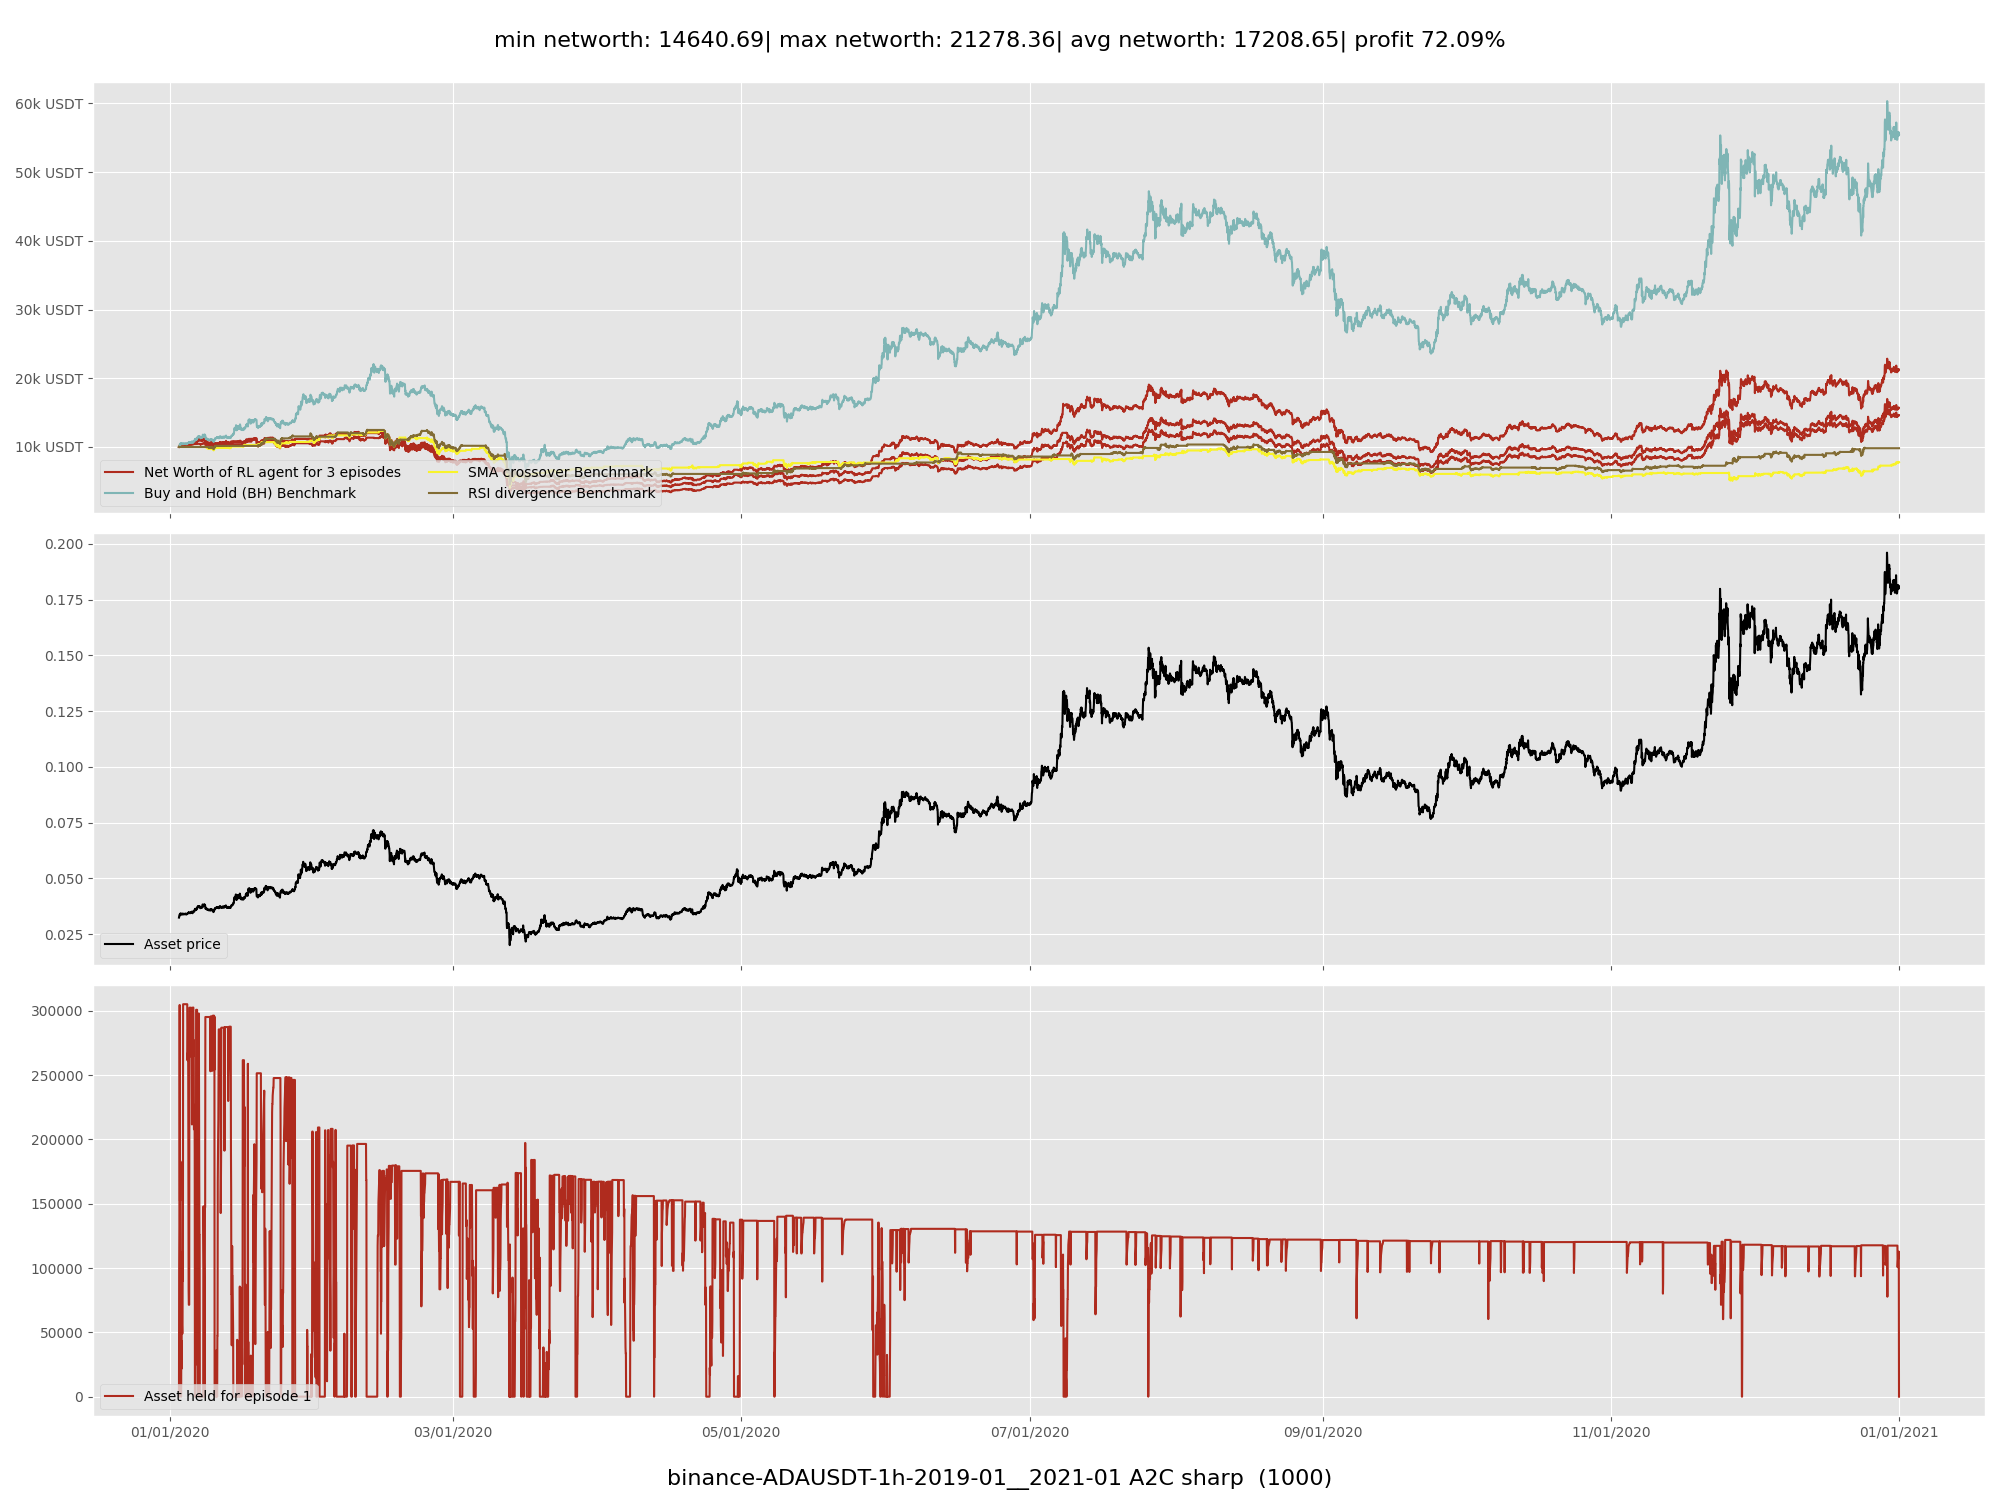 min networth: 14640.69| max networth: 21278.36| avg networth: 17208.65| profit 72.09%
60k USDT
50k USDT
40k USDT
30k USDT
20k USDT
10k USDT
Net Worth of RL agent for 3 episodes
Buy and Hold (BH) Benchmark
SMA crossover Benchmark
RSI divergence Benchmark
0.200
0.175
0.150
0.125
0.100
0.075
0.050
0.025
Asset price
300000
250000
200000
150000
100000
50000
0
Asset held for episode 1
01/01/2020 03/01/2020 05/01/2020 07/01/2020 09/01/2020 11/01/2020 01/01/2021
binance-ADAUSDT-1h-2019-01__2021-01 A2C sharp  (1000)